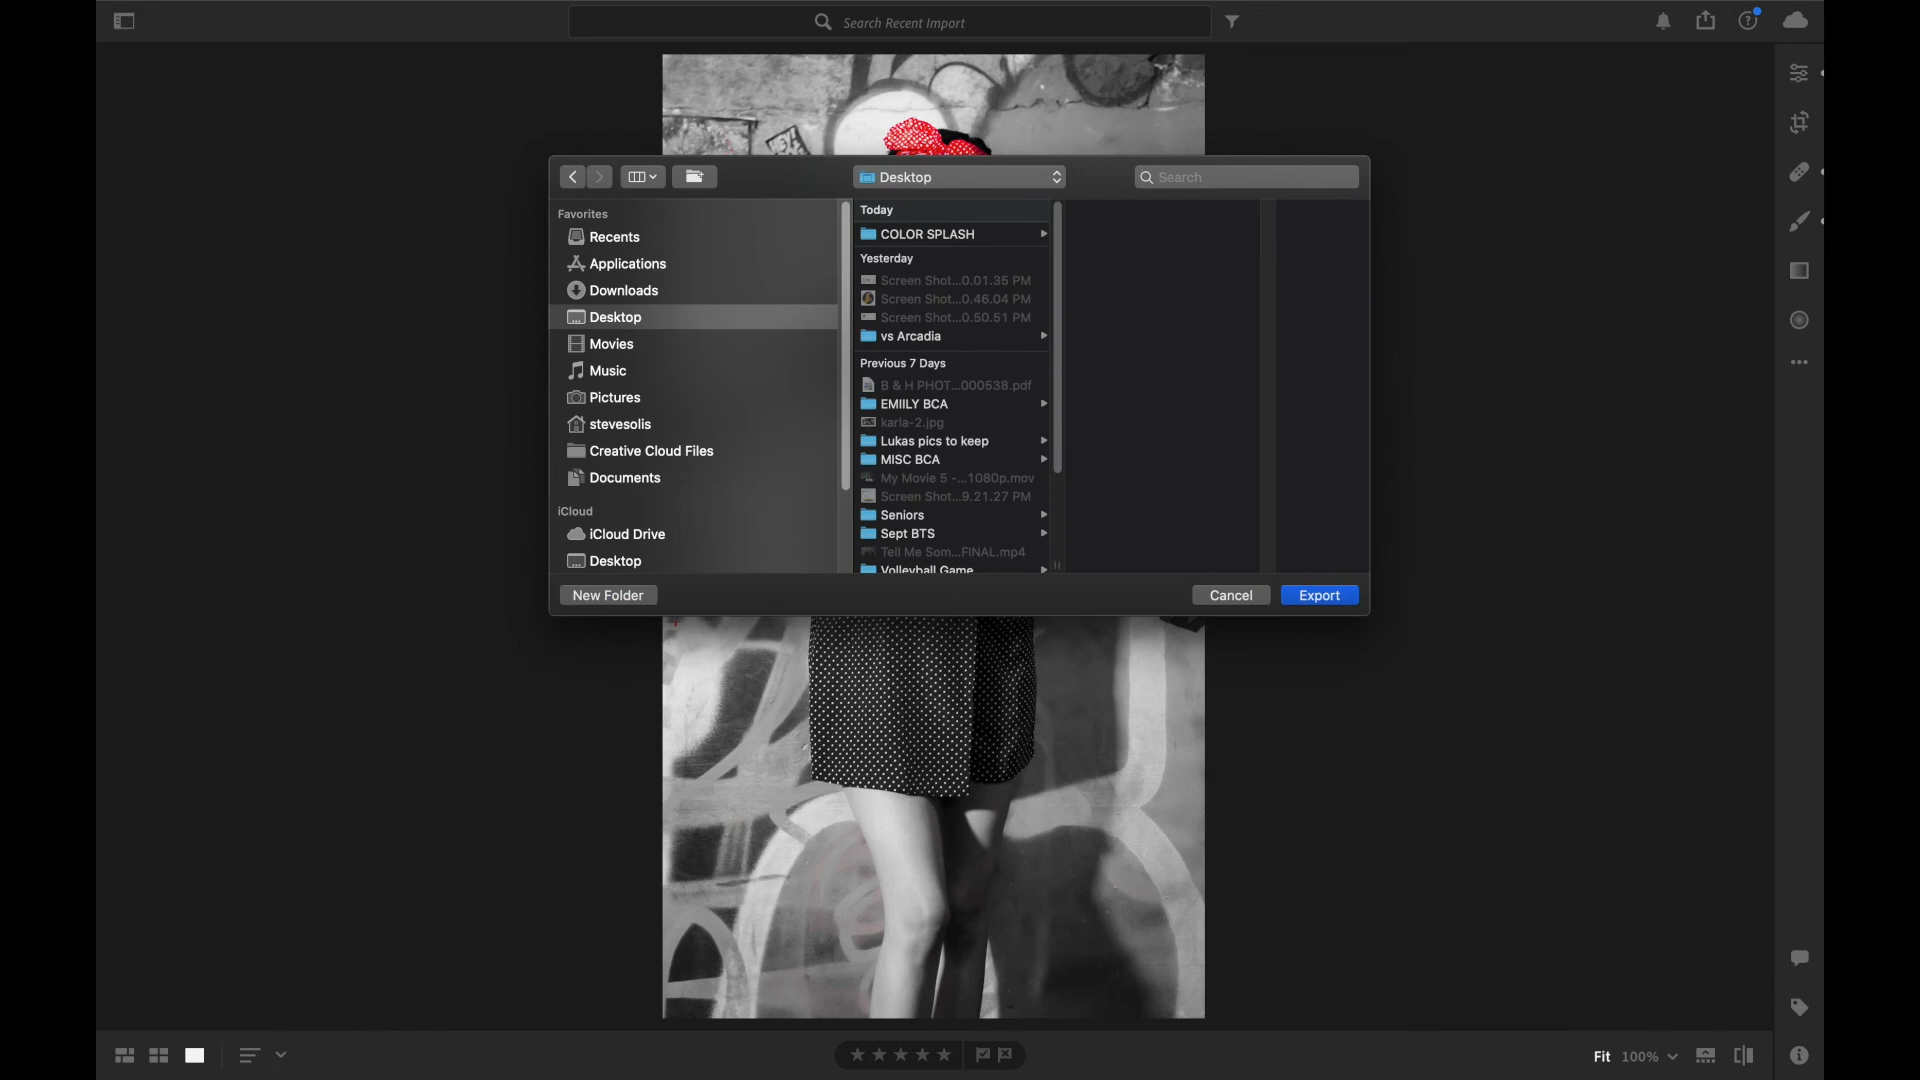 Search Recent Import
Desktop
Search
Favorites
Recents
Applications
Downloads
Desktop
Movies
Music
Pictures
stevesolis
Creative Cloud Files
Documents
iCloud
iCloud Drive
Desktop
Today
COLOR SPLASH
Yesterday
Screen Shot...0.01.35 PM
Screen Shot...0.46.04 PM
Screen Shot...0.50.51 PM
vs Arcadia
Previous 7 Days
B & H PHOT...000538.pdf
EMIILY BCA
karla-2.jpg
Lukas pics to keep
MISC BCA
My Movie 5 -...1080p.mov
Screen Shot...9.21.27 PM
Seniors
Sept BTS
Tell Me Som...FINAL.mp4
Volleyball Game
New Folder
Cancel
Export
Fit
100%